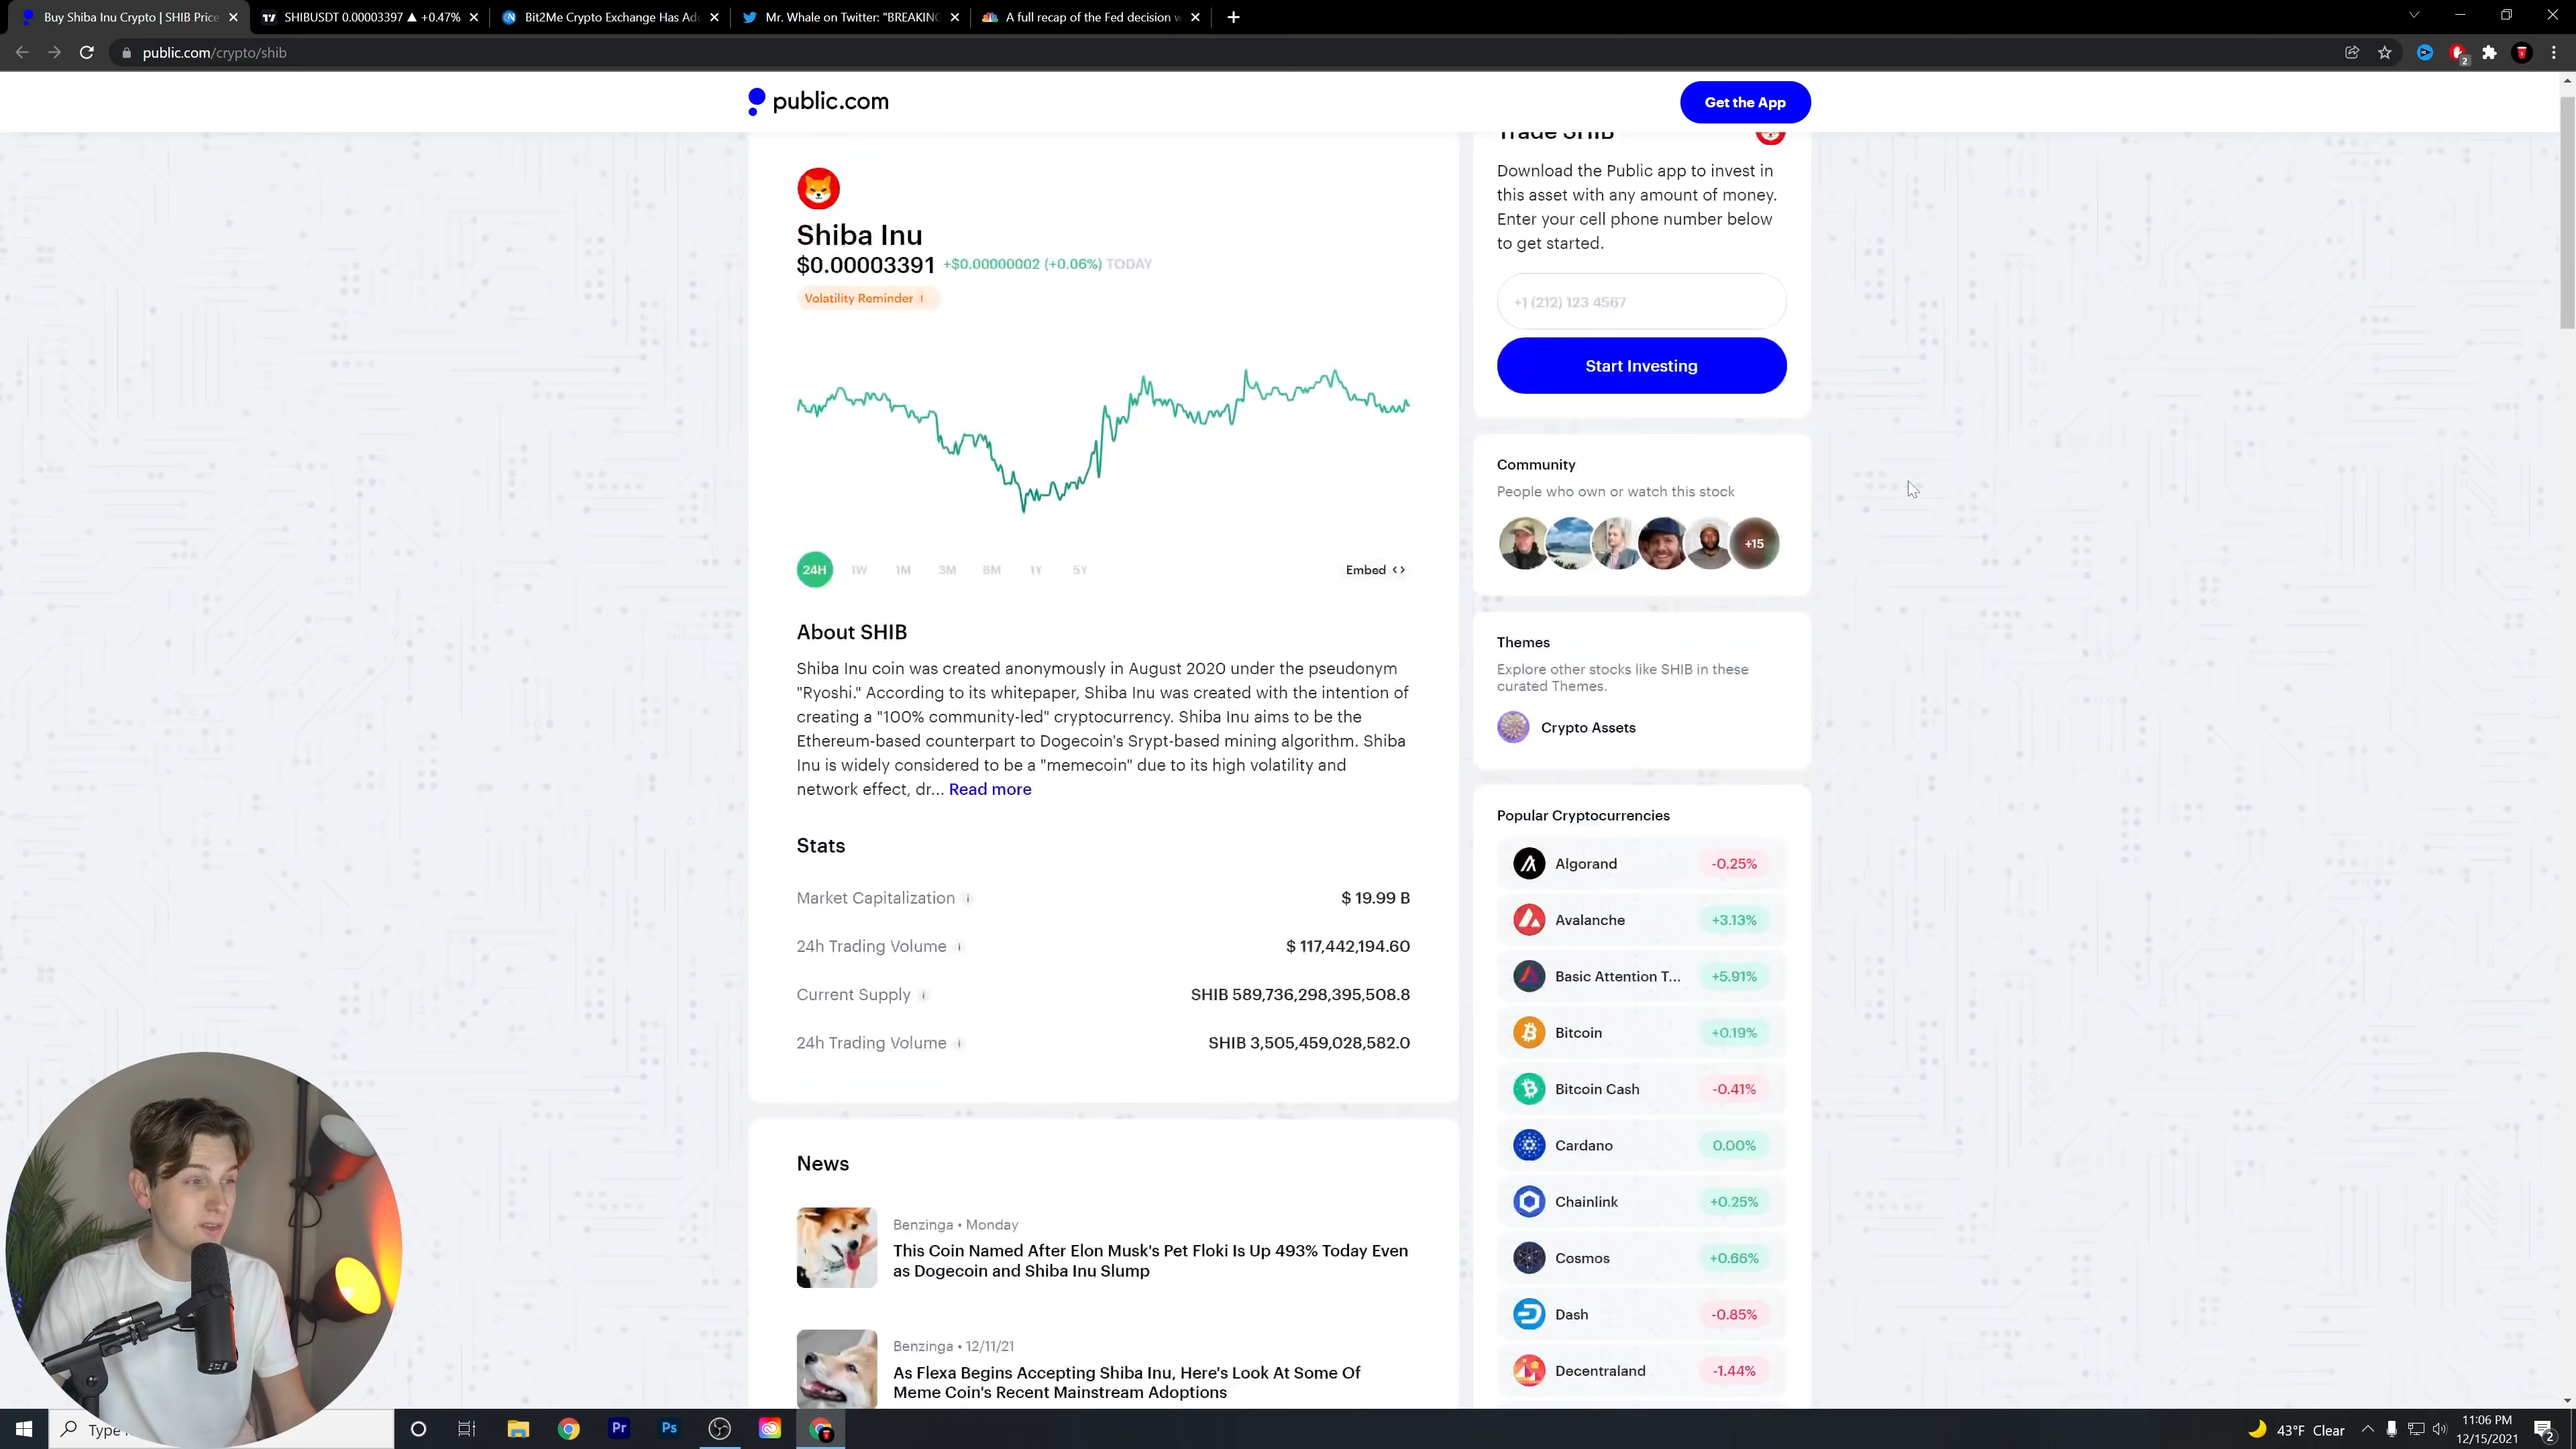 Buy Shiba Inu Crypto | SHIB Price
SHIBUSDT 0.00003397 ▲ +0.47%
Bit2Me Crypto Exchange Has Ad
Mr. Whale on Twitter: "BREAKING
A full recap of the Fed decision w
public.com/crypto/shib
2
public.com
Get the App
Trade SHIB
Download the Public app to invest in
this asset with any amount of money.
Enter your cell phone number below
to get started.
+1 (212) 123 4567
Start Investing
Shiba Inu
$0.00003391 +$0.00000002 (+0.06%) TODAY
Volatility Reminder i
24H 1W 1M 3M 8M 1Y 5Y
Embed <>
Community
People who own or watch this stock
+15
Themes
Explore other stocks like SHIB in these
curated Themes.
Crypto Assets
About SHIB
Shiba Inu coin was created anonymously in August 2020 under the pseudonym
"Ryoshi." According to its whitepaper, Shiba Inu was created with the intention of
creating a "100% community-led" cryptocurrency. Shiba Inu aims to be the
Ethereum-based counterpart to Dogecoin's Srypt-based mining algorithm. Shiba
Inu is widely considered to be a "memecoin" due to its high volatility and
network effect, dr... Read more
Stats
Market Capitalization i $ 19.99 B
24h Trading Volume i $ 117,442,194.60
Current Supply i SHIB 589,736,298,395,508.8
24h Trading Volume i SHIB 3,505,459,028,582.0
Popular Cryptocurrencies
Algorand -0.25%
Avalanche +3.13%
Basic Attention T... +5.91%
Bitcoin +0.19%
Bitcoin Cash -0.41%
Cardano 0.00%
Chainlink +0.25%
Cosmos +0.66%
Dash -0.85%
Decentraland -1.44%
News
Benzinga • Monday
This Coin Named After Elon Musk's Pet Floki Is Up 493% Today Even
as Dogecoin and Shiba Inu Slump
Benzinga • 12/11/21
As Flexa Begins Accepting Shiba Inu, Here's Look At Some Of
Meme Coin's Recent Mainstream Adoptions
Type
Pr
Ps
43°F Clear
11:06 PM
12/15/2021
2